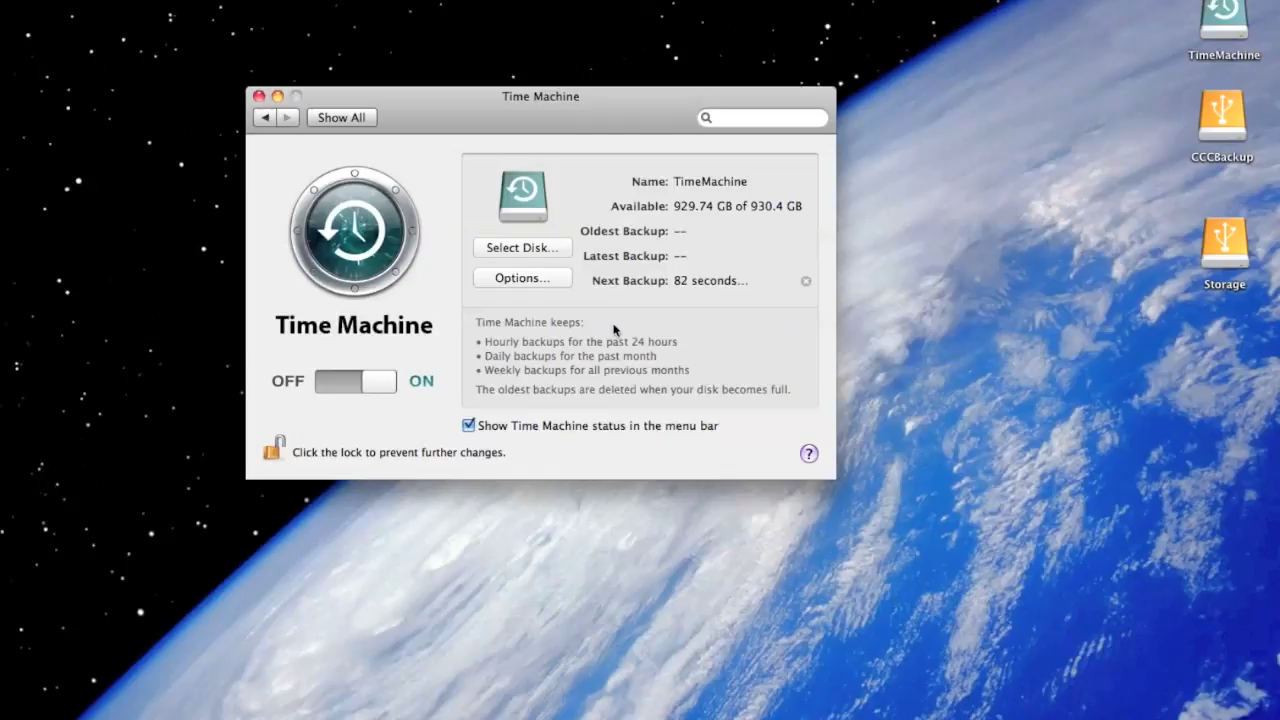 TimeMachine
Time Machine
Show All
CCCBackup
Name: TimeMachine
Available: 929.74 GB of 930.4 GB
Oldest Backup: --
Select Disk...
Latest Backup: --
Options...
Next Backup: 82 seconds...
Storage
Time Machine
Time Machine keeps:
• Hourly backups for the past 24 hours
• Daily backups for the past month
• Weekly backups for all previous months
The oldest backups are deleted when your disk becomes full.
OFF ON
Show Time Machine status in the menu bar
Click the lock to prevent further changes.
?